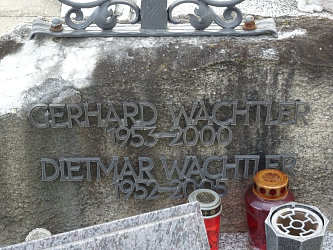 GERHARD WACHTLER
1953–2000
DIETMAR WACHTLER